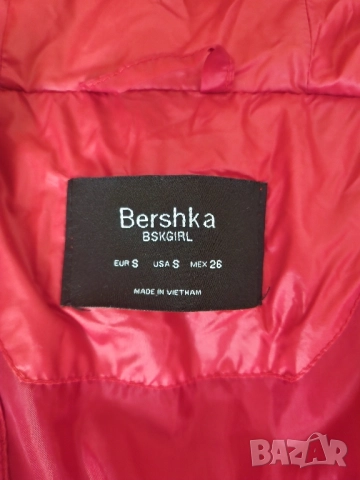 Bershka
BSKGIRL
EUR S USA S MEX 26
MADE IN VIETNAM
BAZAR